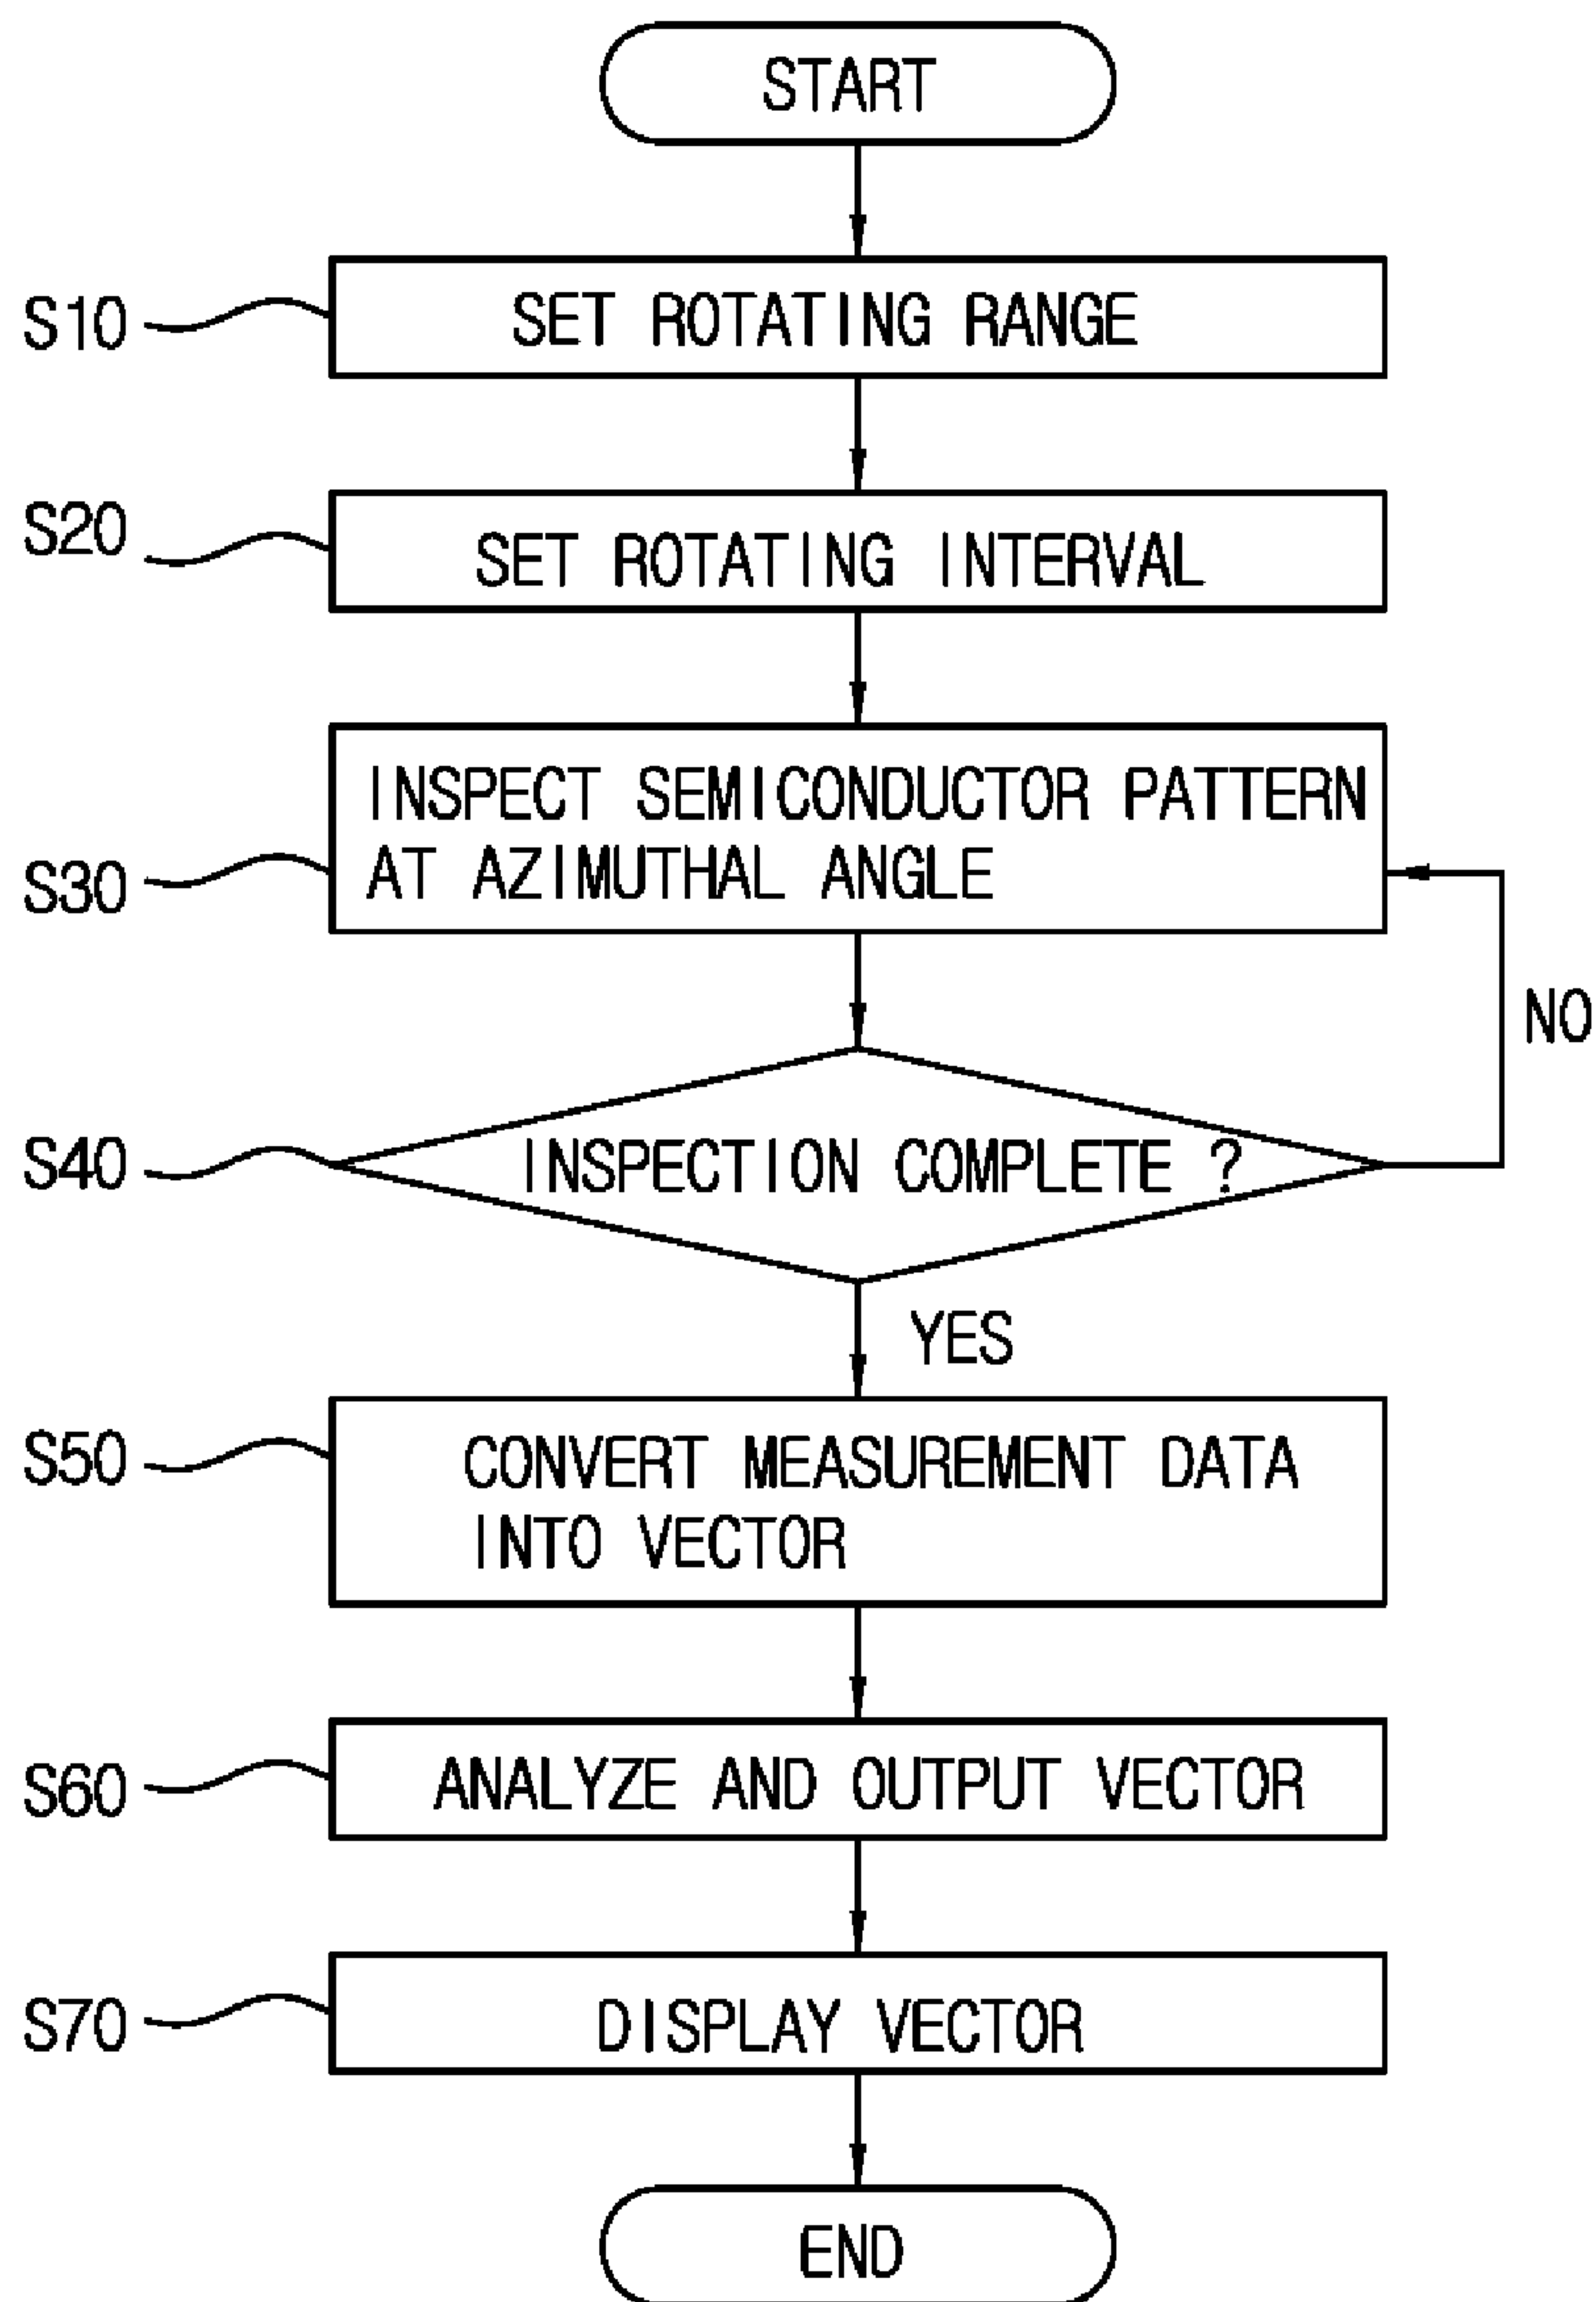 START
S10
SET ROTATING RANGE
S20
SET ROTATING INTERVAL
S30
INSPECT SEMICONDUCTOR PATTERN
AT AZIMUTHAL ANGLE
NO
S40
INSPECTION COMPLETE ?
YES
S50
CONVERT MEASUREMENT DATA
INTO VECTOR
S60
ANALYZE AND OUTPUT VECTOR
S70
DISPLAY VECTOR
END